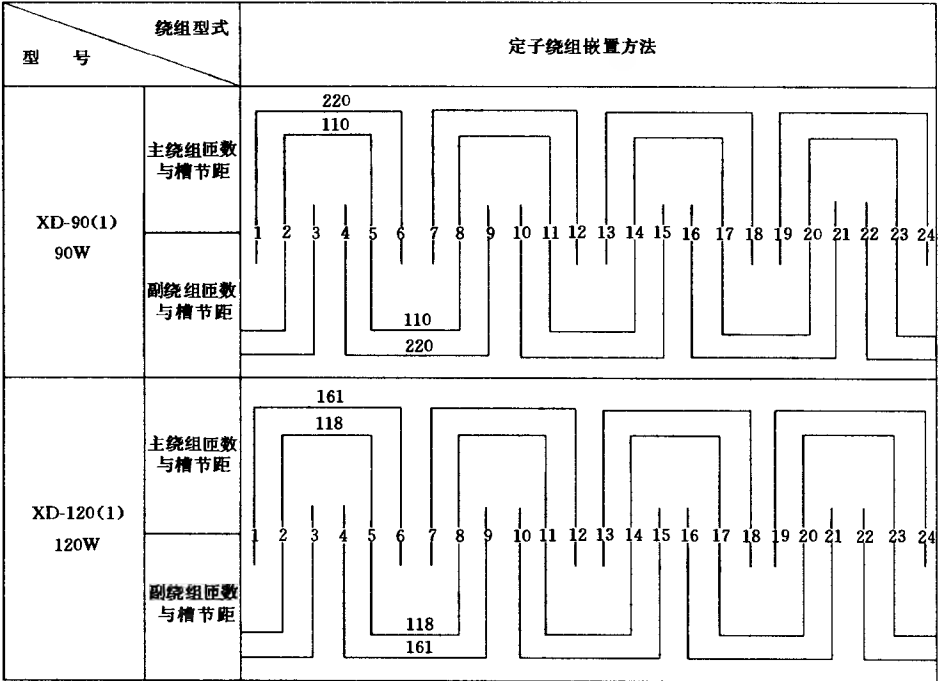 绕组型式
型 号
定子绕组嵌置方法
XD-90(1)
90W
主绕组匝数
与槽节距
副绕组匝数
与槽节距
220
110
1 2 3 4 5 6 7 8 9 10 11 12 13 14 15 16 17 18 19 20 21 22 23 24
110
220
XD-120(1)
120W
主绕组匝数
与槽节距
副绕组匝数
与槽节距
161
118
1 2 3 4 5 6 7 8 9 10 11 12 13 14 15 16 17 18 19 20 21 22 23 24
118
161